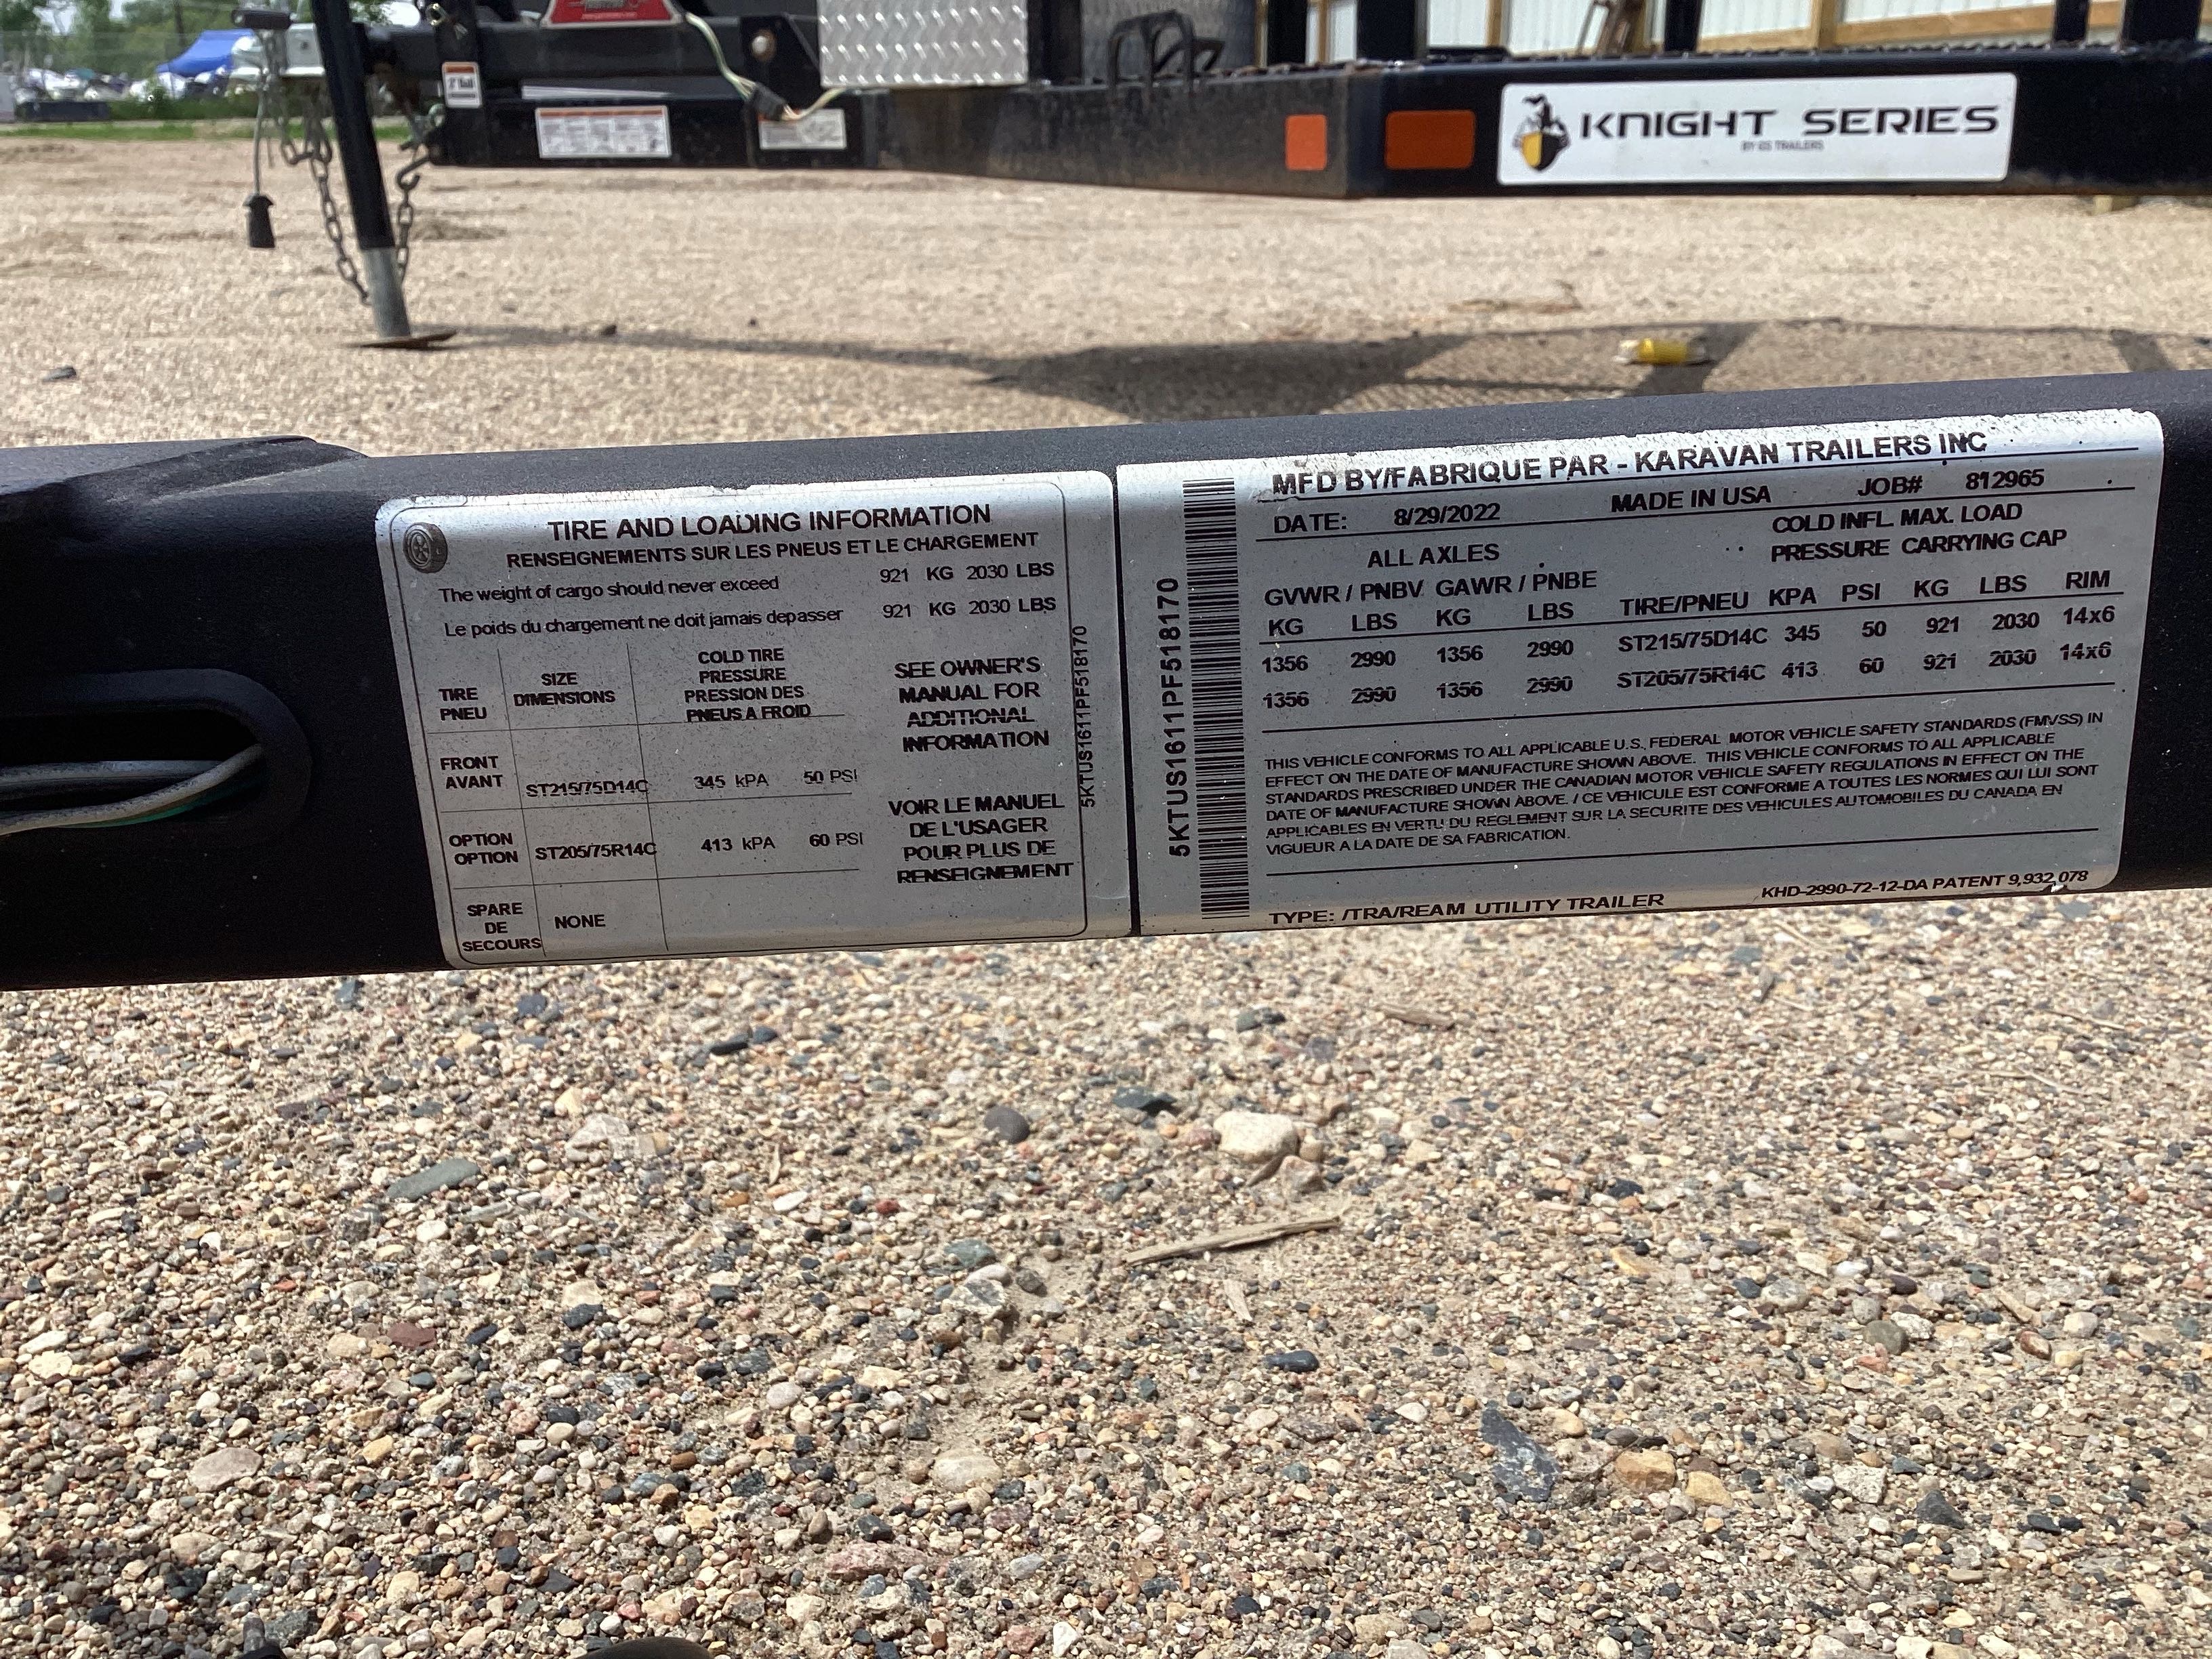 KNIGHT SERIES
BY GS TRAILERS
TIRE AND LOADING INFORMATION
RENSEIGNEMENTS SUR LES PNEUS ET LE CHARGEMENT
The weight of cargo should never exceed 921 KG 2030 LBS
Le poids du chargement ne doit jamais depasser 921 KG 2030 LBS
TIRE
PNEU
SIZE
DIMENSIONS
COLD TIRE
PRESSURE
PRESSION DES
PNEUS A FROID
FRONT
AVANT
ST215/75D14C 345 kPA 50 PSI
OPTION
OPTION
ST205/75R14C 413 kPA 60 PSI
SPARE
DE
SECOURS
NONE
SEE OWNER'S
MANUAL FOR
ADDITIONAL
INFORMATION
VOIR LE MANUEL
DE L'USAGER
POUR PLUS DE
RENSEIGNEMENT
5KTUS1611PF518170
5KTUS1611PF518170
MFD BY/FABRIQUE PAR - KARAVAN TRAILERS INC
DATE: 8/29/2022 MADE IN USA JOB# 812965
ALL AXLES
COLD INFL. MAX. LOAD
PRESSURE CARRYING CAP
GVWR / PNBV GAWR / PNBE
KG LBS KG LBS TIRE/PNEU KPA PSI KG LBS RIM
1356 2990 1356 2990 ST215/75D14C 345 50 921 2030 14x6
1356 2990 1356 2990 ST205/75R14C 413 60 921 2030 14x6
THIS VEHICLE CONFORMS TO ALL APPLICABLE U.S. FEDERAL MOTOR VEHICLE SAFETY STANDARDS (FMVSS) IN
EFFECT ON THE DATE OF MANUFACTURE SHOWN ABOVE. THIS VEHICLE CONFORMS TO ALL APPLICABLE
STANDARDS PRESCRIBED UNDER THE CANADIAN MOTOR VEHICLE SAFETY REGULATIONS IN EFFECT ON THE
DATE OF MANUFACTURE SHOWN ABOVE. / CE VEHICULE EST CONFORME A TOUTES LES NORMES QUI LUI SONT
APPLICABLES EN VERTU DU REGLEMENT SUR LA SECURITE DES VEHICULES AUTOMOBILES DU CANADA EN
VIGUEUR A LA DATE DE SA FABRICATION.
TYPE: /TRA/REAM UTILITY TRAILER KHD-2990-72-12-DA PATENT 9,932,078